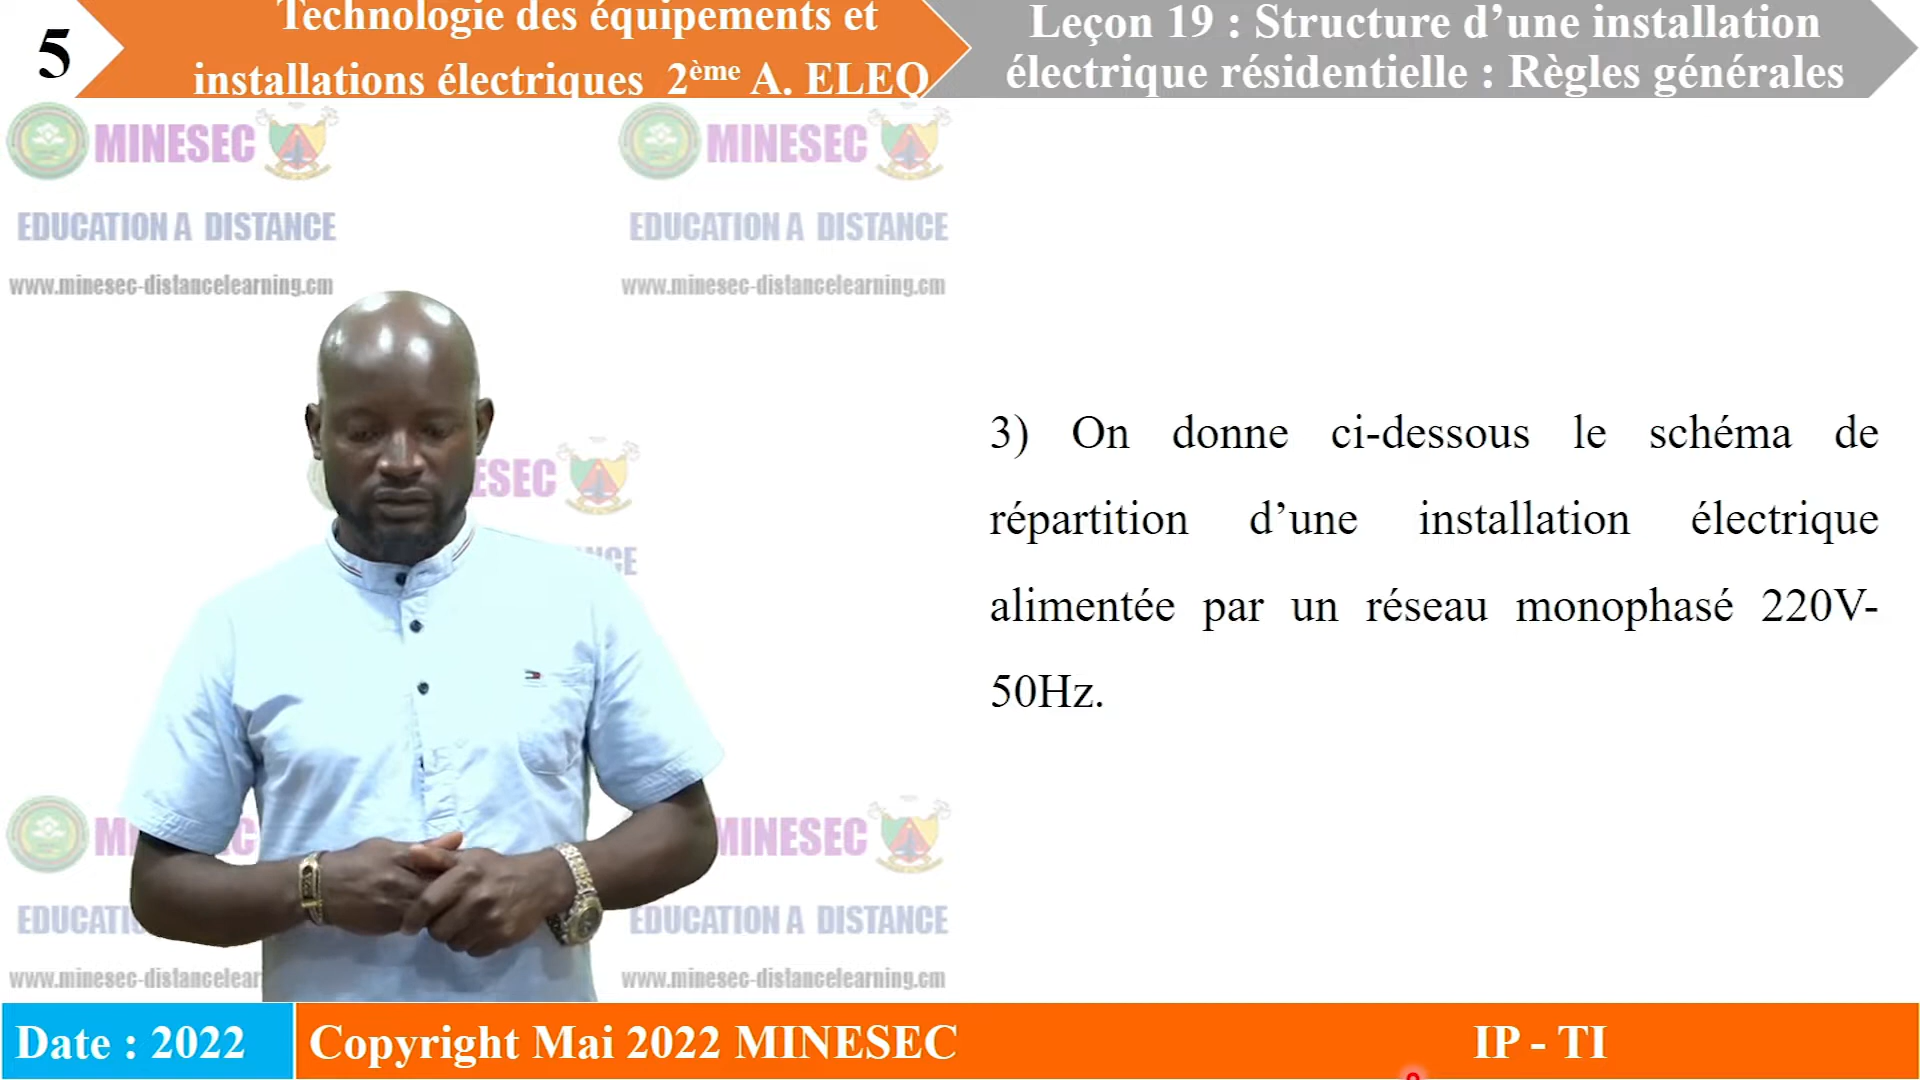 5
Technologie des équipements et
installations électriques 2ème A. ELEQ
Leçon 19 : Structure d’une installation
électrique résidentielle : Règles générales
MINESEC
MINESEC
EDUCATION A DISTANCE
EDUCATION A DISTANCE
www.minesec-distancelearning.cm
www.minesec-distancelearning.cm
3) On donne ci-dessous le schéma de
répartition d’une installation électrique
alimentée par un réseau monophasé 220V-
50Hz.
MINESEC
EDUCATION A DISTANCE
www.minesec-distancelearning.cm
Date : 2022
Copyright Mai 2022 MINESEC
IP - TI